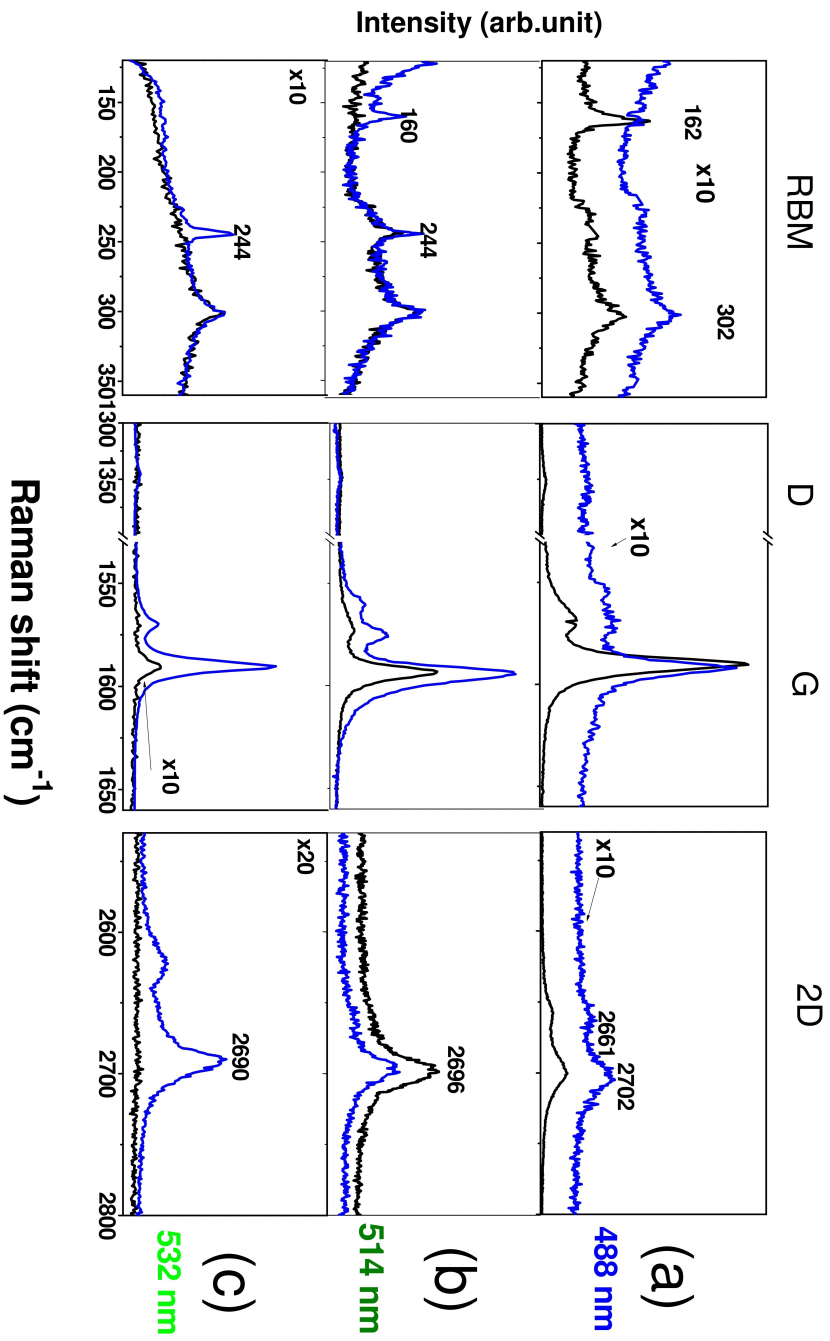 RBM
D
G
2D
Intensity (arb.unit)
162
x10
302
x10
x10
2661
2702
(a)
488 nm
160
244
2696
(b)
514 nm
x10
244
x10
x20
2690
(c)
532 nm
150
200
250
300
350
1300
1350
1550
1600
1650
2600
2700
2800
Raman shift (cm⁻¹)